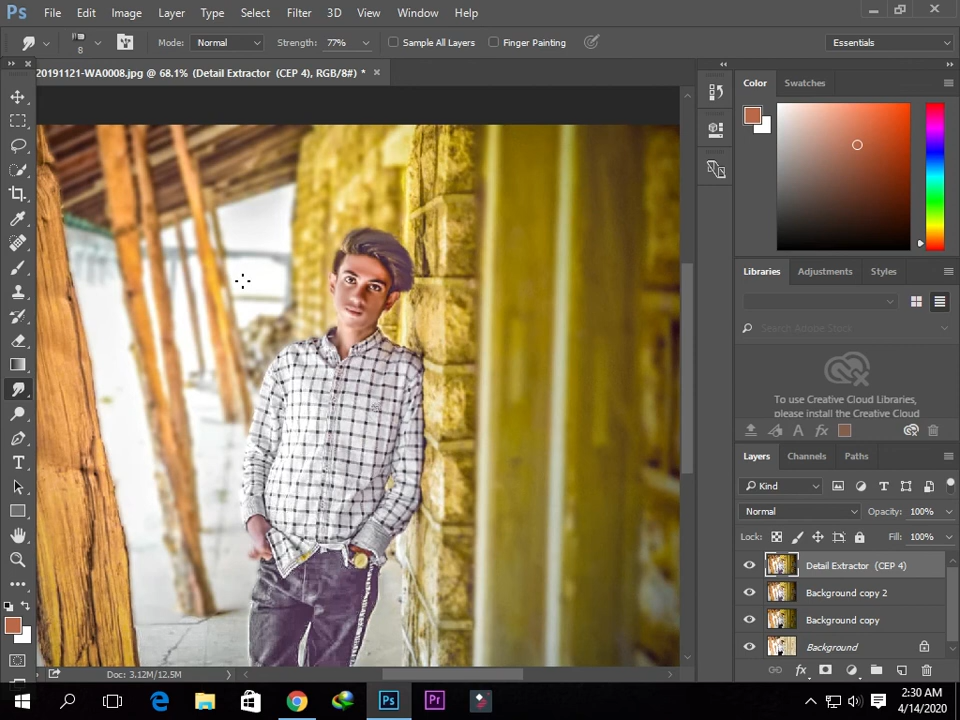 Ps File Edit Image Layer Type Select Filter 3D View Window Help
8 Mode: Normal Strength: 77% Sample All Layers Finger Painting Essentials
20191121-WA0008.jpg @ 68.1% (Detail Extractor (CEP 4), RGB/8#) * ×
Color Swatches
Libraries Adjustments Styles
Search Adobe Stock
To use Creative Cloud Libraries,
please install the Creative Cloud
Layers Channels Paths
Kind
Normal Opacity: 100%
Lock: Fill: 100%
Detail Extractor (CEP 4)
Background copy 2
Background copy
Background
Doc: 3.12M/12.5M
Ps Pr
2:30 AM
4/14/2020